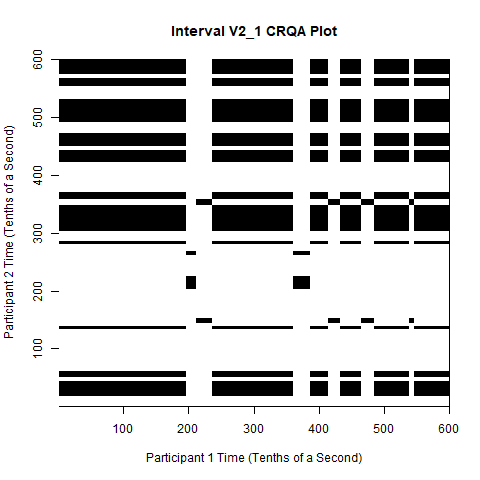 Interval V2_1 CRQA Plot
Participant 2 Time (Tenths of a Second)
600
500
400
300
200
100
100 200 300 400 500 600
Participant 1 Time (Tenths of a Second)